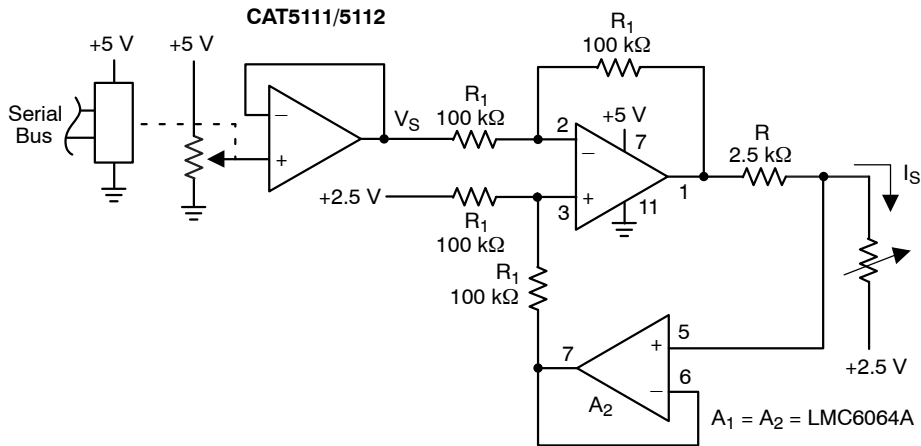 CAT5111/5112
+5 V
+5 V
Serial
Bus
−
+
V_S
R₁
100 kΩ
R₁
100 kΩ
+5 V
7
2
−
+
3
11
1
+2.5 V
R₁
100 kΩ
R₁
100 kΩ
R
2.5 kΩ
I_S
+2.5 V
5
+
6
−
7
A₂
A₁ = A₂ = LMC6064A